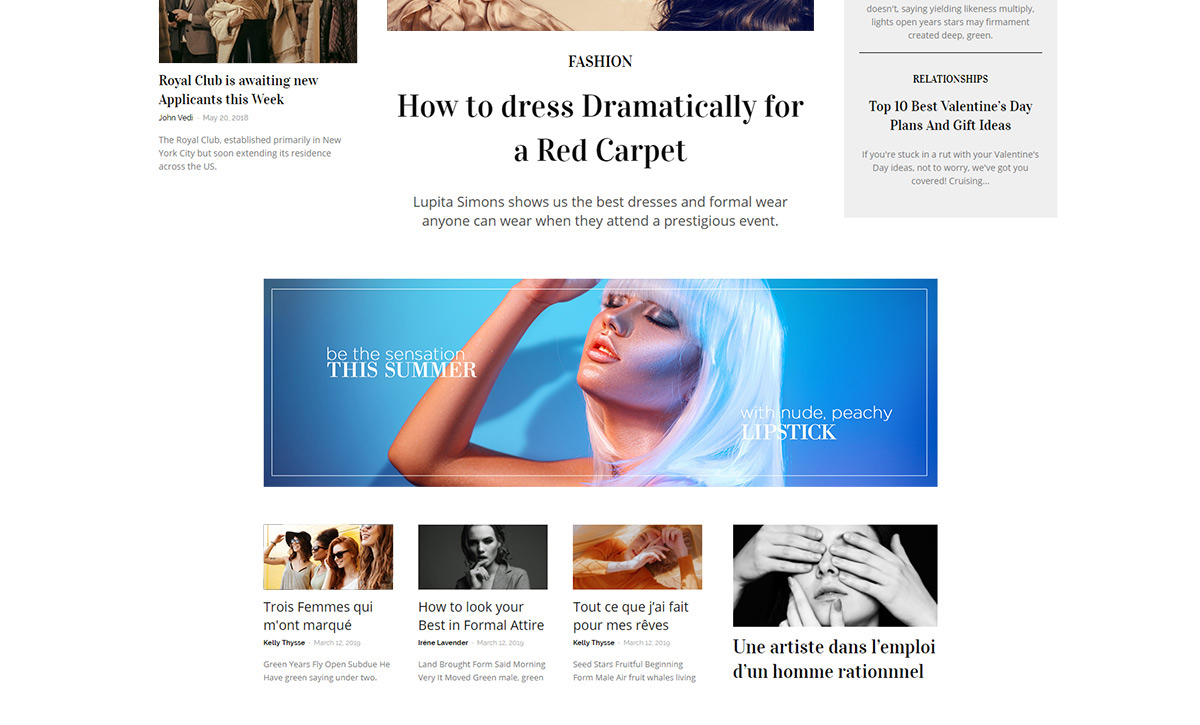 Royal Club is awaiting new
Applicants this Week
John Vedi - May 20, 2018
The Royal Club, established primarily in New
York City but soon extending its residence
across the US.
FASHION
How to dress Dramatically for
a Red Carpet
Lupita Simons shows us the best dresses and formal wear
anyone can wear when they attend a prestigious event.
doesn't, saying yielding likeness multiply,
lights open years stars may firmament
created deep, green.
RELATIONSHIPS
Top 10 Best Valentine's Day
Plans And Gift Ideas
If you're stuck in a rut with your Valentine's
Day ideas, not to worry, we've got you
covered! Cruising...
be the sensation
THIS SUMMER
with nude, peachy
LIPSTICK
Trois Femmes qui
m'ont marqué
Kelly Thysse - March 12, 2019
Green Years Fly Open Subdue He
Have green saying under two.
How to look your
Best in Formal Attire
Iréne Lavender - March 12, 2019
Land Brought Form Said Morning
Very It Moved Green male, green
Tout ce que j'ai fait
pour mes rêves
Kelly Thysse - March 12, 2019
Seed Stars Fruitful Beginning
Form Male Air fruit whales living
Une artiste dans l'emploi
d'un homme rationnnel